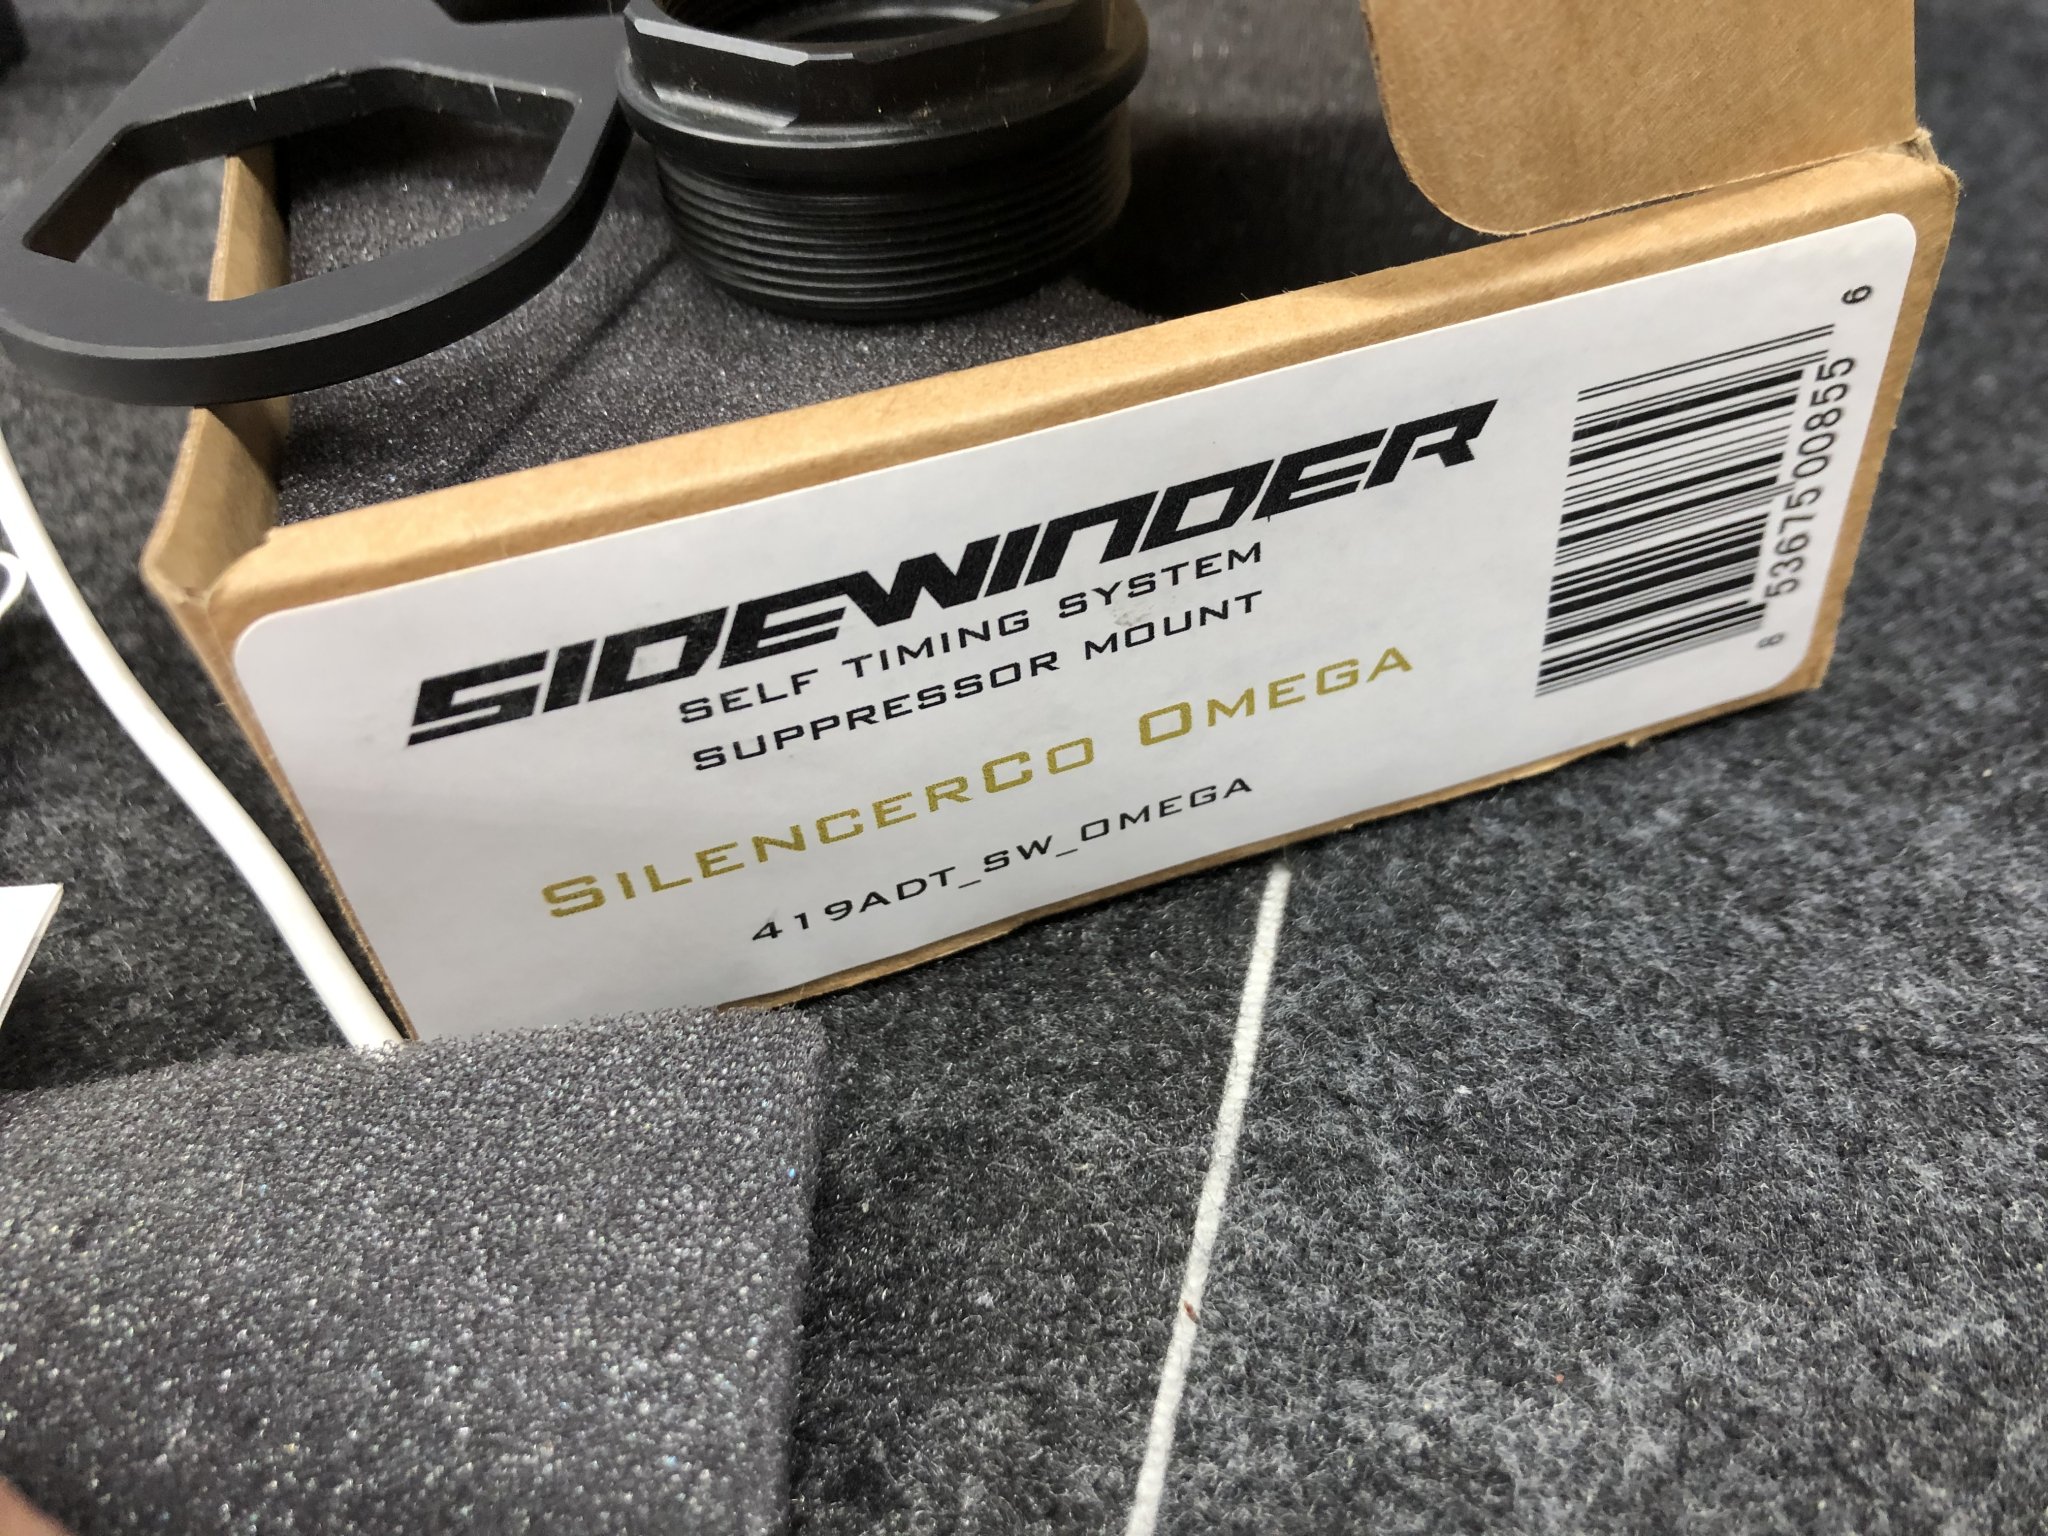 SIDEWINDER
SELF TIMING SYSTEM
SUPPRESSOR MOUNT
SILENCERCO OMEGA
419ADT_SW_OMEGA
8 53675 00855 6